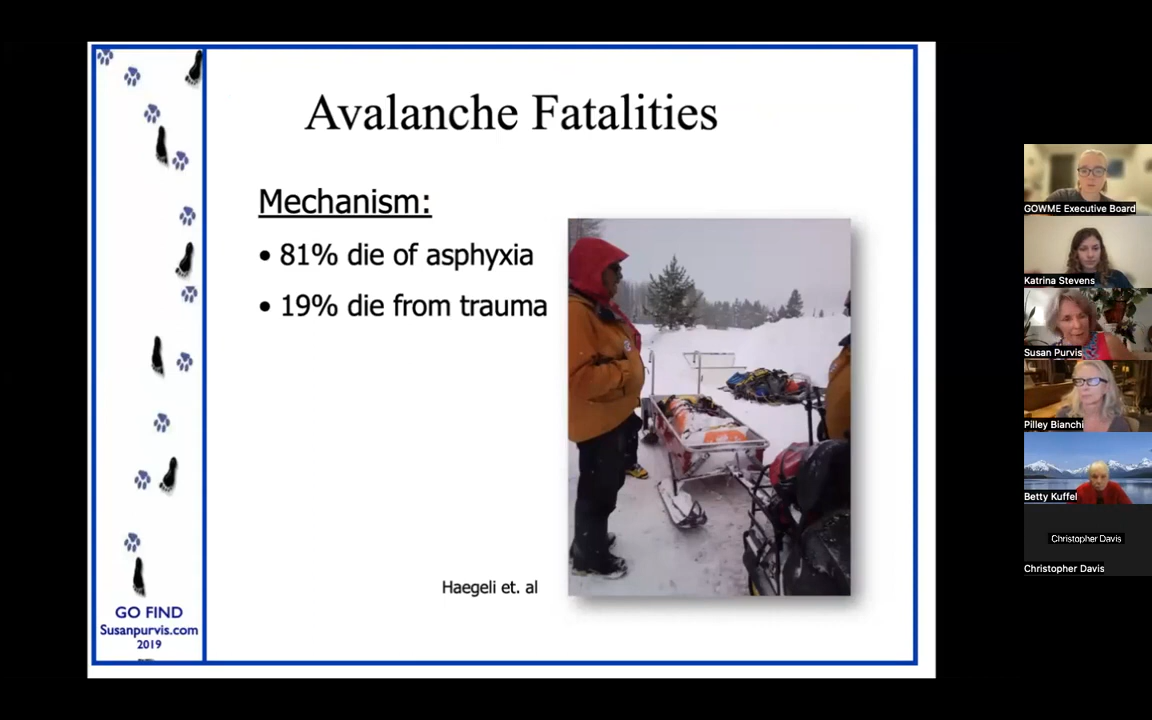 Avalanche Fatalities
Mechanism:
• 81% die of asphyxia
• 19% die from trauma
Haegeli et. al
GO FIND
Susanpurvis.com
2019
GOWME Executive Board
Katrina Stevens
Susan Purvis
Pilley Bianchi
Betty Kuffel
Christopher Davis
Christopher Davis